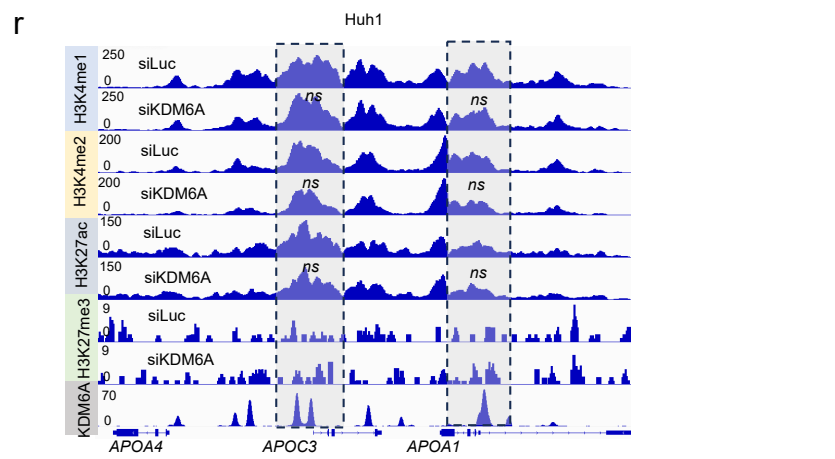 r
Huh1
H3K4me1
250
0
siLuc
250
0
siKDM6A
ns
ns
H3K4me2
200
0
siLuc
200
0
siKDM6A
ns
ns
H3K27ac
150
0
siLuc
150
0
siKDM6A
ns
ns
H3K27me3
9
0
siLuc
9
0
siKDM6A
KDM6A
70
0
APOA4 APOC3 APOA1